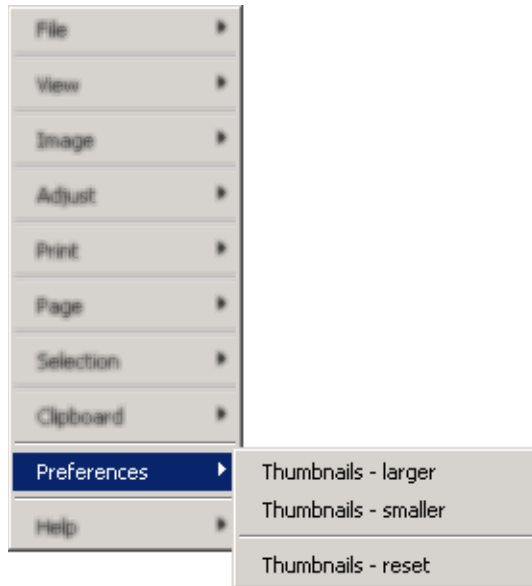 File
View
Image
Adjust
Print
Page
Selection
Clipboard
Preferences
Thumbnails - larger
Thumbnails - smaller
Thumbnails - reset
Help